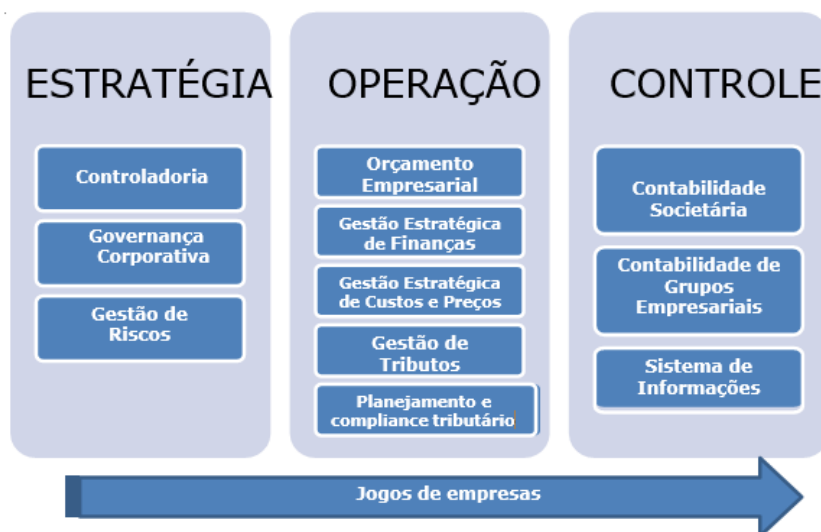 ESTRATÉGIA
Controladoria
Governança
Corporativa
Gestão de
Riscos
OPERAÇÃO
Orçamento
Empresarial
Gestão Estratégica
de Finanças
Gestão Estratégica
de Custos e Preços
Gestão de
Tributos
Planejamento e
compliance tributário
CONTROLE
Contabilidade
Societária
Contabilidade de
Grupos
Empresariais
Sistema de
Informações
Jogos de empresas